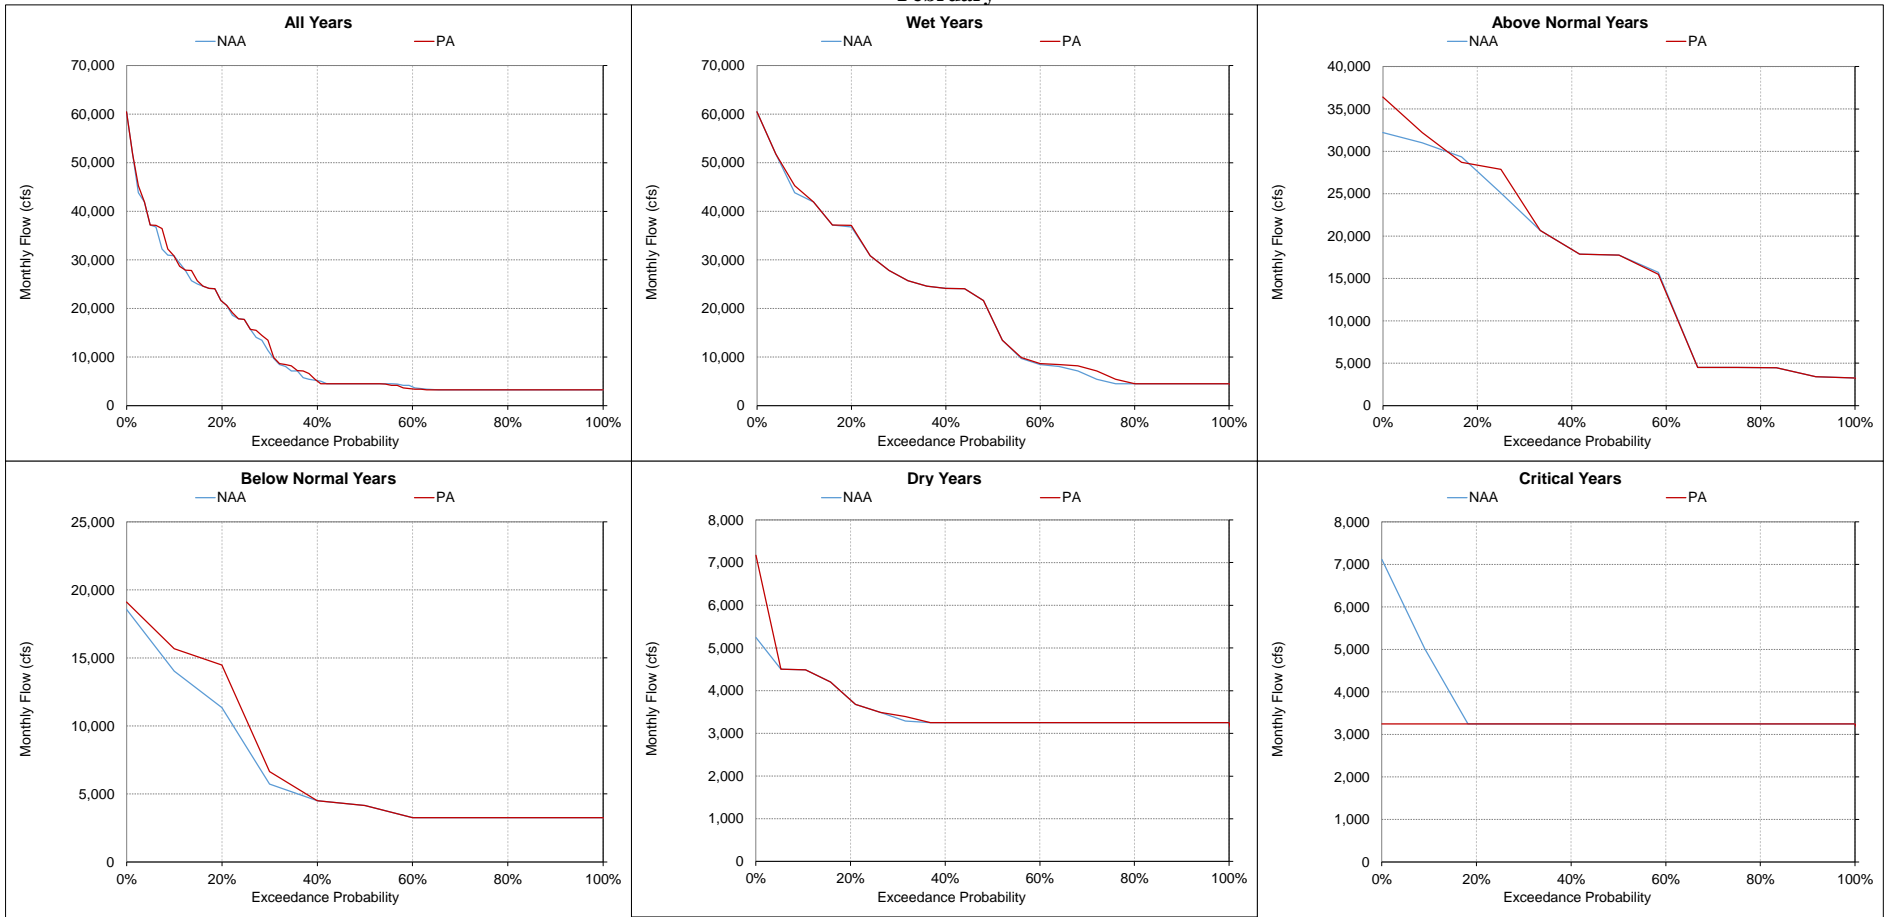 February
All Years
NAA PA
70,000
60,000
50,000
40,000
30,000
20,000
10,000
0
Monthly Flow (cfs)
0% 20% 40% 60% 80% 100%
Exceedance Probability
Wet Years
NAA PA
70,000
60,000
50,000
40,000
30,000
20,000
10,000
0
Monthly Flow (cfs)
0% 20% 40% 60% 80% 100%
Exceedance Probability
Above Normal Years
NAA PA
40,000
35,000
30,000
25,000
20,000
15,000
10,000
5,000
0
Monthly Flow (cfs)
0% 20% 40% 60% 80% 100%
Exceedance Probability
Below Normal Years
NAA PA
25,000
20,000
15,000
10,000
5,000
0
Monthly Flow (cfs)
0% 20% 40% 60% 80% 100%
Exceedance Probability
Dry Years
NAA PA
8,000
7,000
6,000
5,000
4,000
3,000
2,000
1,000
0
Monthly Flow (cfs)
0% 20% 40% 60% 80% 100%
Exceedance Probability
Critical Years
NAA PA
8,000
7,000
6,000
5,000
4,000
3,000
2,000
1,000
0
Monthly Flow (cfs)
0% 20% 40% 60% 80% 100%
Exceedance Probability